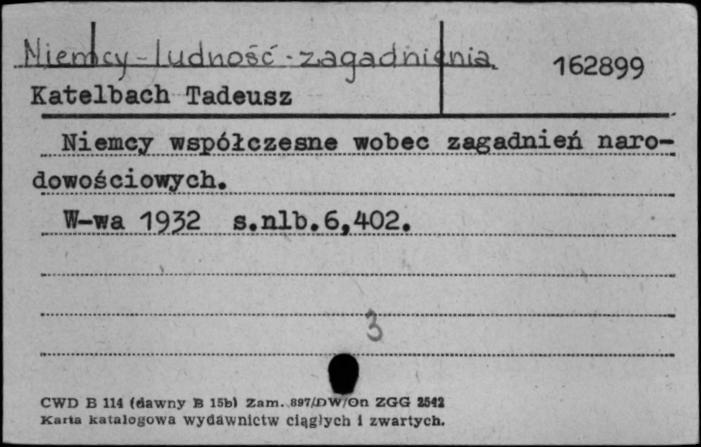 Niemcy - ludność - zagadnienia
162899
Katelbach Tadeusz
Niemcy współczesne wobec zagadnień naro-
dowościowych.
W-wa 1932 s.nlb.6,402.
3
CWD B 114 (dawny B 15b) Zam. 897/DW/On ZGG 2542
Karta katalogowa wydawnictw ciągłych i zwartych.